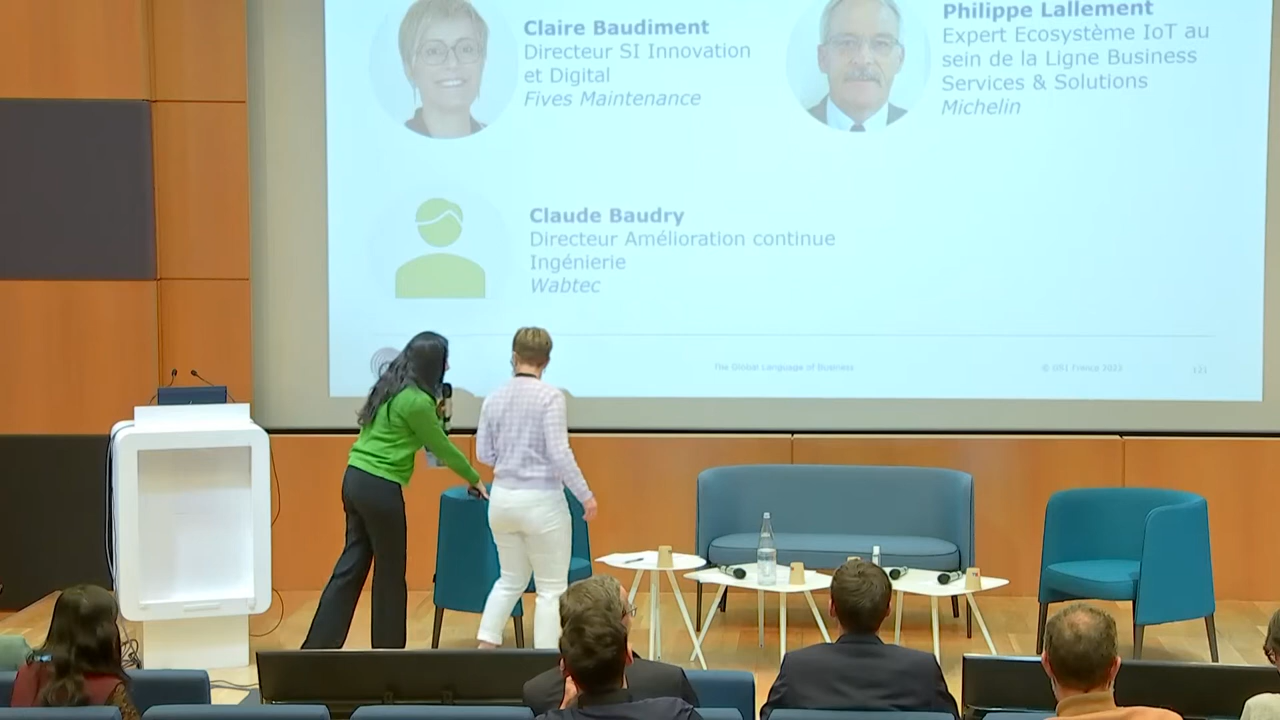 Claire Baudiment
Directeur SI Innovation
et Digital
Fives Maintenance
Philippe Lallement
Expert Ecosystème IoT au
sein de la Ligne Business
Services & Solutions
Michelin
Claude Baudry
Directeur Amélioration continue
Ingénierie
Wabtec
The Global Language of Business
© GS1 France 2023
121